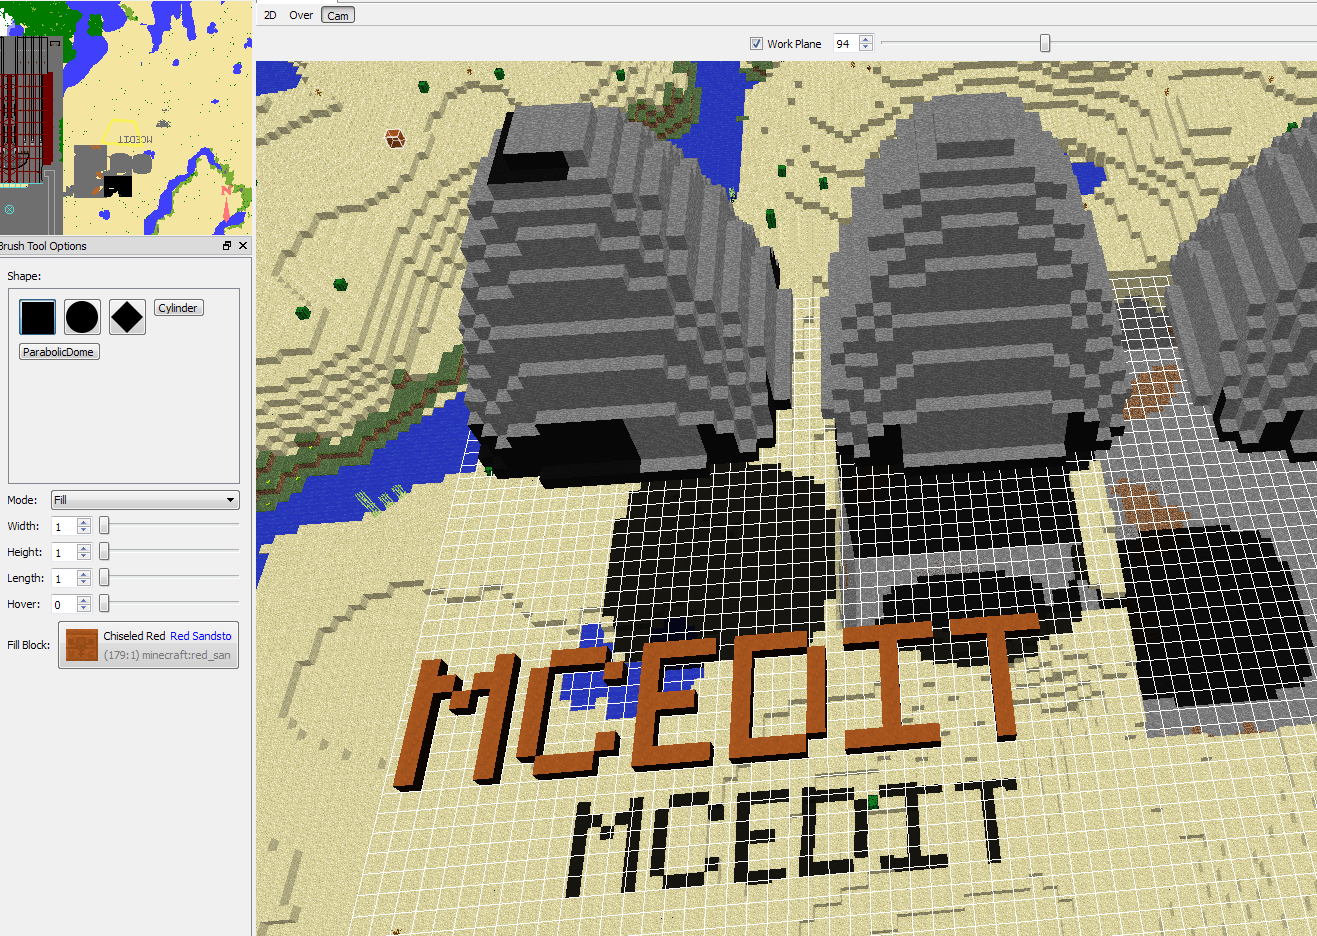 2D Over Cam
Work Plane 94
MCEDIT
N
Brush Tool Options
Shape:
Cylinder
ParabolicDome
Mode: Fill
Width: 1
Height: 1
Length: 1
Hover: 0
Fill Block: Chiseled Red Red Sandsto
(179:1) minecraft:red_san
MCEDIT
MCEDIT